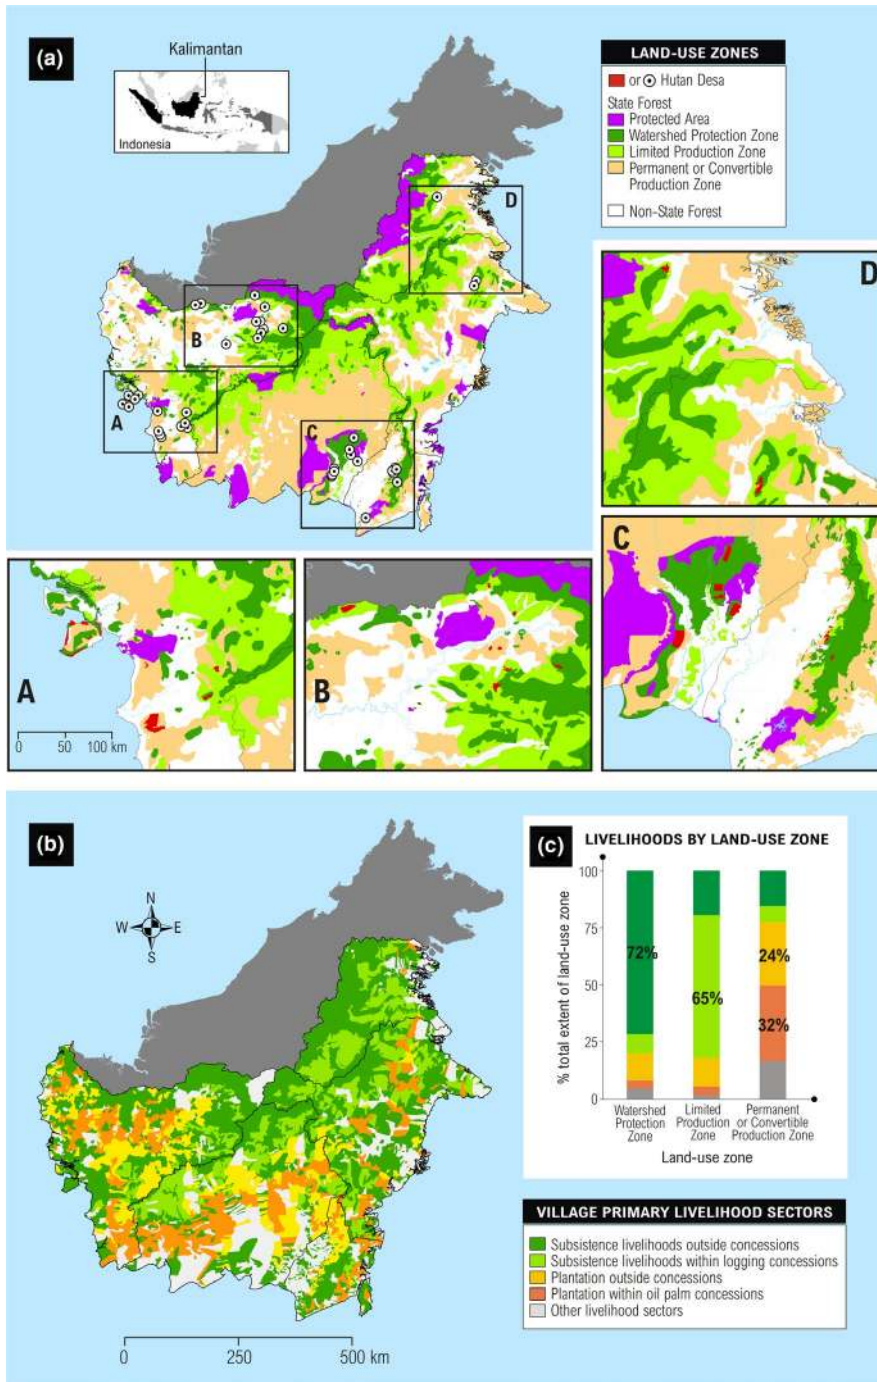 (a)
Kalimantan
Indonesia
LAND-USE ZONES
or Hutan Desa
State Forest
Protected Area
Watershed Protection Zone
Limited Production Zone
Permanent or Convertible
Production Zone
Non-State Forest
D
B
A
C
D
C
A
0 50 100 km
B
(b)
N
W E
S
0 250 500 km
(c)
LIVELIHOODS BY LAND-USE ZONE
% total extent of land-use zone
100
75
50
25
0
72%
65%
24%
32%
Watershed
Protection
Zone
Limited
Production
Zone
Permanent
or Convertible
Production Zone
Land-use zone
VILLAGE PRIMARY LIVELIHOOD SECTORS
Subsistence livelihoods outside concessions
Subsistence livelihoods within logging concessions
Plantation outside concessions
Plantation within oil palm concessions
Other livelihood sectors